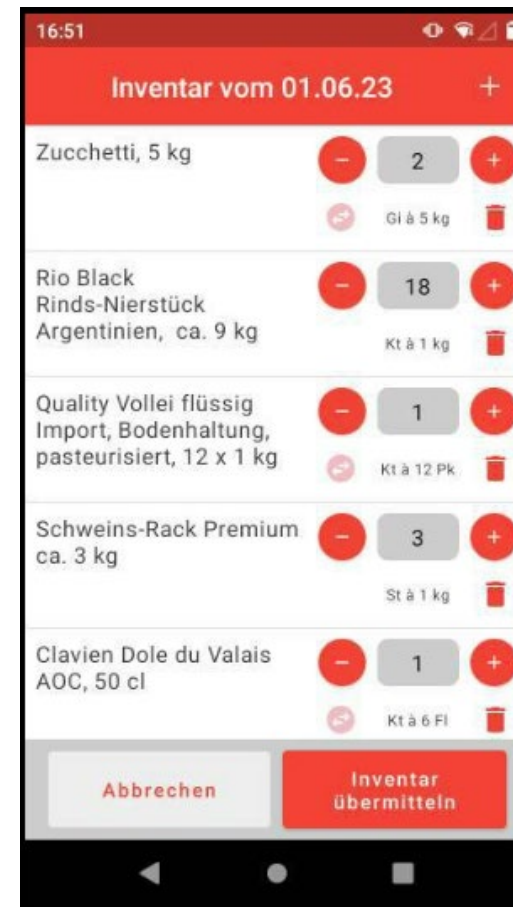 16:51
Inventar vom 01.06.23 +
Zucchetti, 5 kg
− 2 +
Gi à 5 kg
Rio Black
Rinds-Nierstück
Argentinien, ca. 9 kg
− 18 +
Kt à 1 kg
Quality Vollei flüssig
Import, Bodenhaltung,
pasteurisiert, 12 x 1 kg
− 1 +
Kt à 12 Pk
Schweins-Rack Premium
ca. 3 kg
− 3 +
St à 1 kg
Clavien Dole du Valais
AOC, 50 cl
− 1 +
Kt à 6 Fl
Abbrechen
Inventar
übermitteln